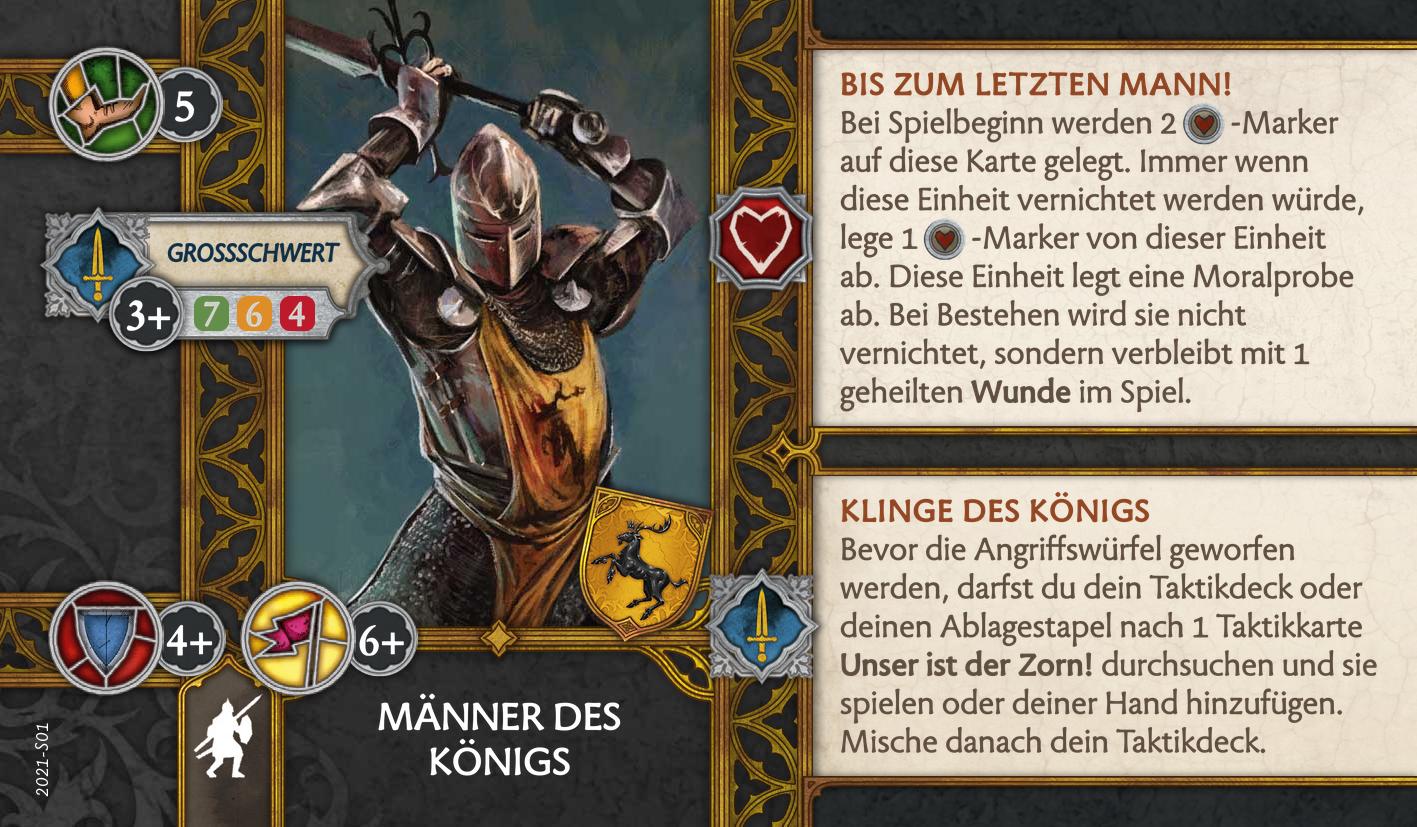 5
GROSSSCHWERT
3+ 7 6 4
4+ 6+
MÄNNER DES
KÖNIGS
2021-S01
BIS ZUM LETZTEN MANN!
Bei Spielbeginn werden 2 -Marker
auf diese Karte gelegt. Immer wenn
diese Einheit vernichtet werden würde,
lege 1 -Marker von dieser Einheit
ab. Diese Einheit legt eine Moralprobe
ab. Bei Bestehen wird sie nicht
vernichtet, sondern verbleibt mit 1
geheilten Wunde im Spiel.
KLINGE DES KÖNIGS
Bevor die Angriffswürfel geworfen
werden, darfst du dein Taktikdeck oder
deinen Ablagestapel nach 1 Taktikkarte
Unser ist der Zorn! durchsuchen und sie
spielen oder deiner Hand hinzufügen.
Mische danach dein Taktikdeck.